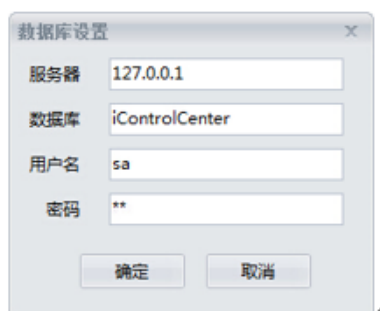 数据库设置
服务器 127.0.0.1
数据库 iControlCenter
用户名 sa
密码 **
确定 取消